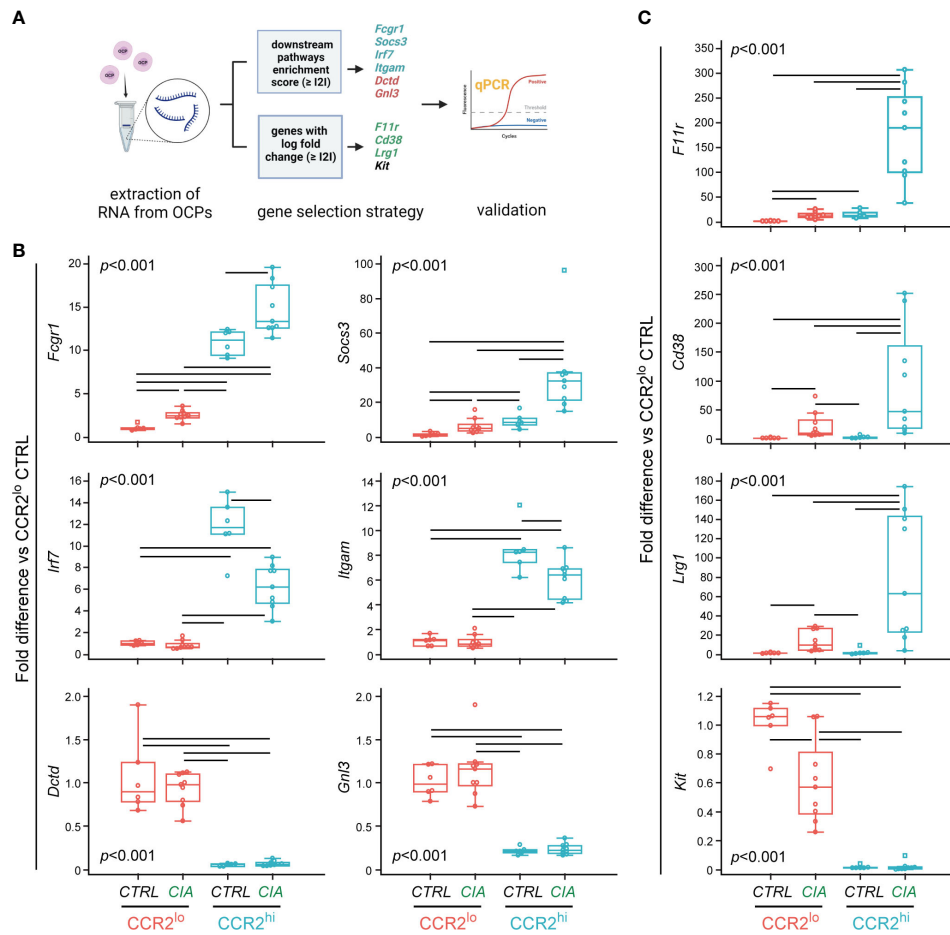 A
OCP
OCP
OCP
extraction of
RNA from OCPs
downstream
pathways
enrichment
score (≥ I2I)
genes with
log fold
change (≥ I2I)
gene selection strategy
Fcgr1
Socs3
Irf7
Itgam
Dctd
Gnl3
F11r
Cd38
Lrg1
Kit
qPCR
Positive
Threshold
Negative
Fluorescence
Cycles
validation
B
Fold difference vs CCR2lo CTRL
p<0.001
Fcgr1
20
15
10
5
0
p<0.001
Socs3
100
80
60
40
20
0
p<0.001
Irf7
16
14
12
10
8
6
4
2
0
p<0.001
Itgam
14
12
10
8
6
4
2
0
Dctd
2.0
1.5
1.0
0.5
0.0
p<0.001
Gnl3
2.0
1.5
1.0
0.5
0.0
p<0.001
CTRL CIA CTRL CIA
CCR2lo CCR2hi
CTRL CIA CTRL CIA
CCR2lo CCR2hi
C
Fold difference vs CCR2lo CTRL
p<0.001
F11r
350
300
250
200
150
100
50
0
p<0.001
Cd38
300
250
200
150
100
50
0
p<0.001
Lrg1
180
160
140
120
100
80
60
40
20
0
Kit
1.2
1.0
0.8
0.6
0.4
0.2
0
p<0.001
CTRL CIA CTRL CIA
CCR2lo CCR2hi